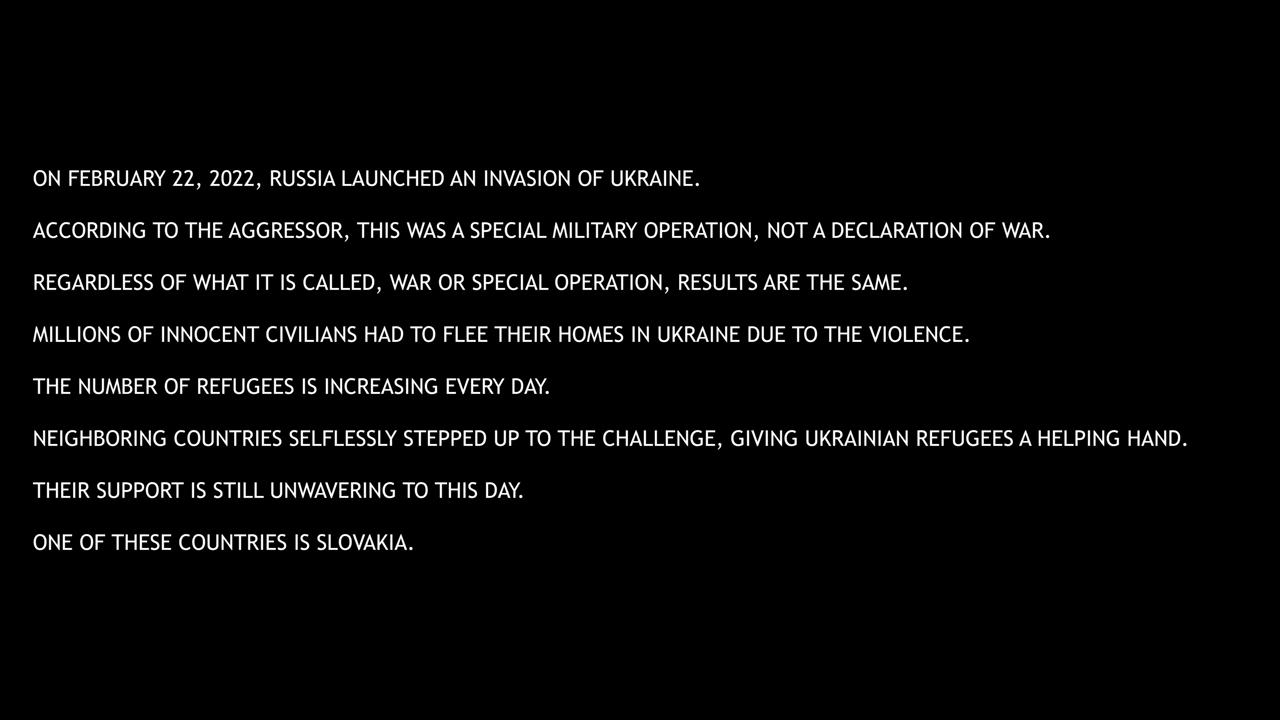 ON FEBRUARY 22, 2022, RUSSIA LAUNCHED AN INVASION OF UKRAINE.
ACCORDING TO THE AGGRESSOR, THIS WAS A SPECIAL MILITARY OPERATION, NOT A DECLARATION OF WAR.
REGARDLESS OF WHAT IT IS CALLED, WAR OR SPECIAL OPERATION, RESULTS ARE THE SAME.
MILLIONS OF INNOCENT CIVILIANS HAD TO FLEE THEIR HOMES IN UKRAINE DUE TO THE VIOLENCE.
THE NUMBER OF REFUGEES IS INCREASING EVERY DAY.
NEIGHBORING COUNTRIES SELFLESSLY STEPPED UP TO THE CHALLENGE, GIVING UKRAINIAN REFUGEES A HELPING HAND.
THEIR SUPPORT IS STILL UNWAVERING TO THIS DAY.
ONE OF THESE COUNTRIES IS SLOVAKIA.